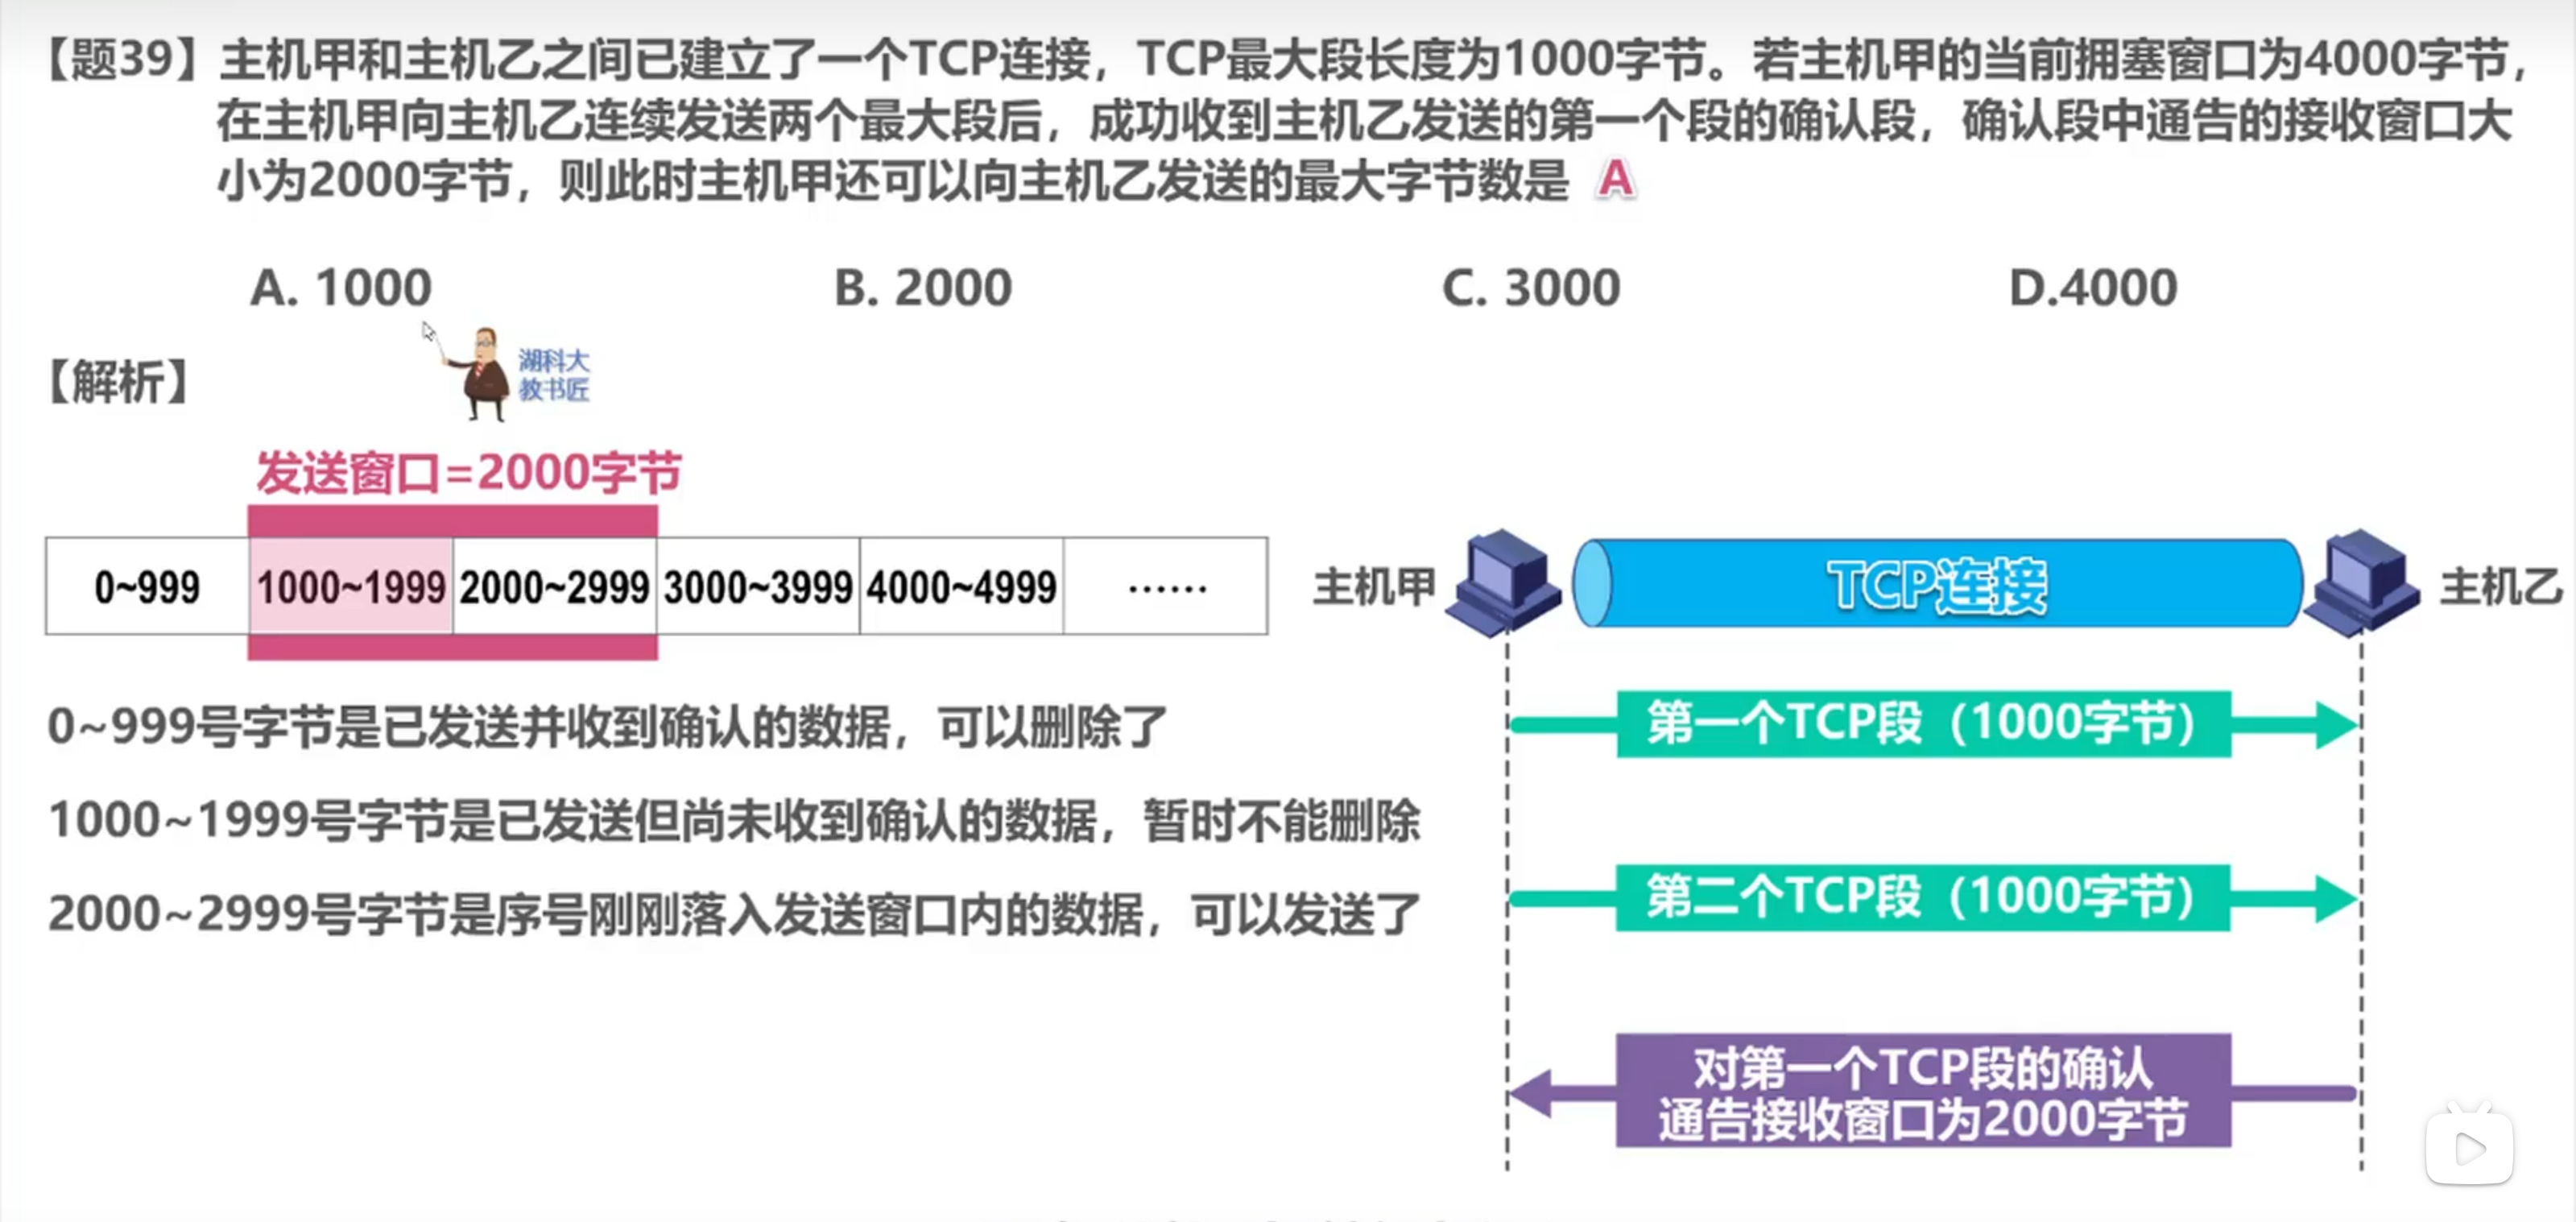 【题39】主机甲和主机乙之间已建立了一个TCP连接，TCP最大段长度为1000字节。若主机甲的当前拥塞窗口为4000字节，
在主机甲向主机乙连续发送两个最大段后，成功收到主机乙发送的第一个段的确认段，确认段中通告的接收窗口大
小为2000字节，则此时主机甲还可以向主机乙发送的最大字节数是 A
A. 1000 B. 2000 C. 3000 D.4000
【解析】
湖科大
教书匠
发送窗口=2000字节
0~999 1000~1999 2000~2999 3000~3999 4000~4999 ……
0~999号字节是已发送并收到确认的数据，可以删除了
1000~1999号字节是已发送但尚未收到确认的数据，暂时不能删除
2000~2999号字节是序号刚刚落入发送窗口内的数据，可以发送了
主机甲 TCP连接 主机乙
第一个TCP段（1000字节）
第二个TCP段（1000字节）
对第一个TCP段的确认
通告接收窗口为2000字节